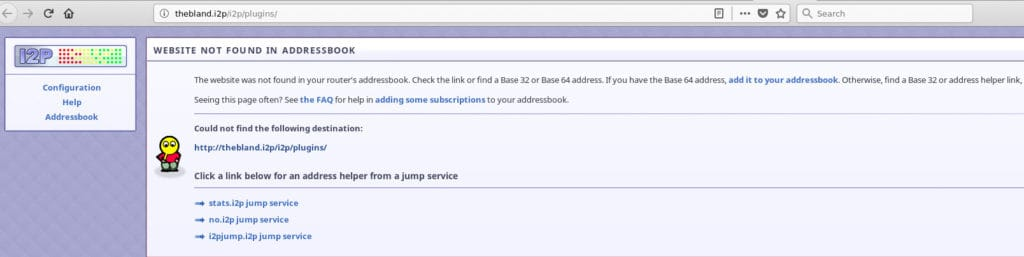 thebland.i2p/i2p/plugins/
Search
I2P
Configuration
Help
Addressbook
WEBSITE NOT FOUND IN ADDRESSBOOK
The website was not found in your router's addressbook. Check the link or find a Base 32 or Base 64 address. If you have the Base 64 address, add it to your addressbook. Otherwise, find a Base 32 or address helper link,
Seeing this page often? See the FAQ for help in adding some subscriptions to your addressbook.
Could not find the following destination:
http://thebland.i2p/i2p/plugins/
Click a link below for an address helper from a jump service
stats.i2p jump service
no.i2p jump service
i2pjump.i2p jump service